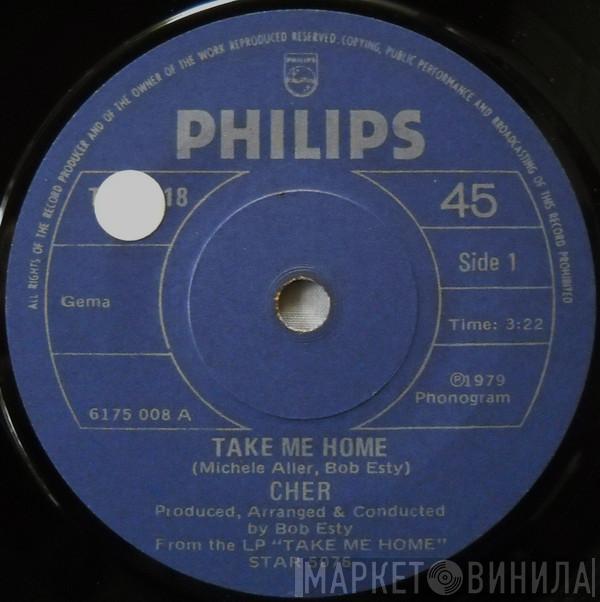 ALL RIGHTS OF THE RECORD PRODUCER AND OF THE OWNER OF THE WORK REPRODUCED RESERVED. COPYING, PUBLIC PERFORMANCE AND BROADCASTING OF THIS RECORD PROHIBITED
PHILIPS
PHILIPS
18
45
Side 1
Gema
Time: 3:22
℗1979
Phonogram
6175 008 A
TAKE ME HOME
(Michele Aller, Bob Esty)
CHER
Produced, Arranged & Conducted
by Bob Esty
From the LP "TAKE ME HOME"
STAR 5076
МАРКЕТ ВИНИЛА